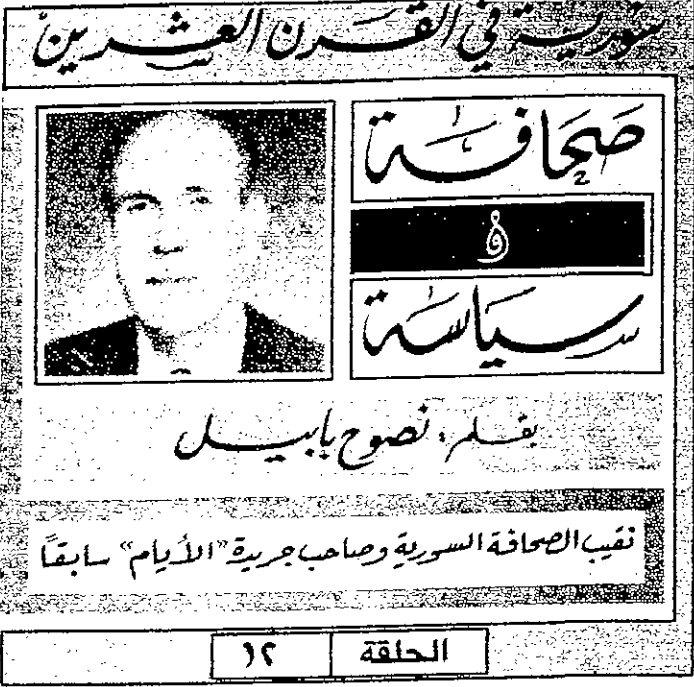 سورية في القرن العشرين
صحافة
و
سياسة
بقلم: نصوح بابيل
نقيب الصحافة السورية وصاحب جريدة "الأيام" سابقاً
الحلقة ١٢